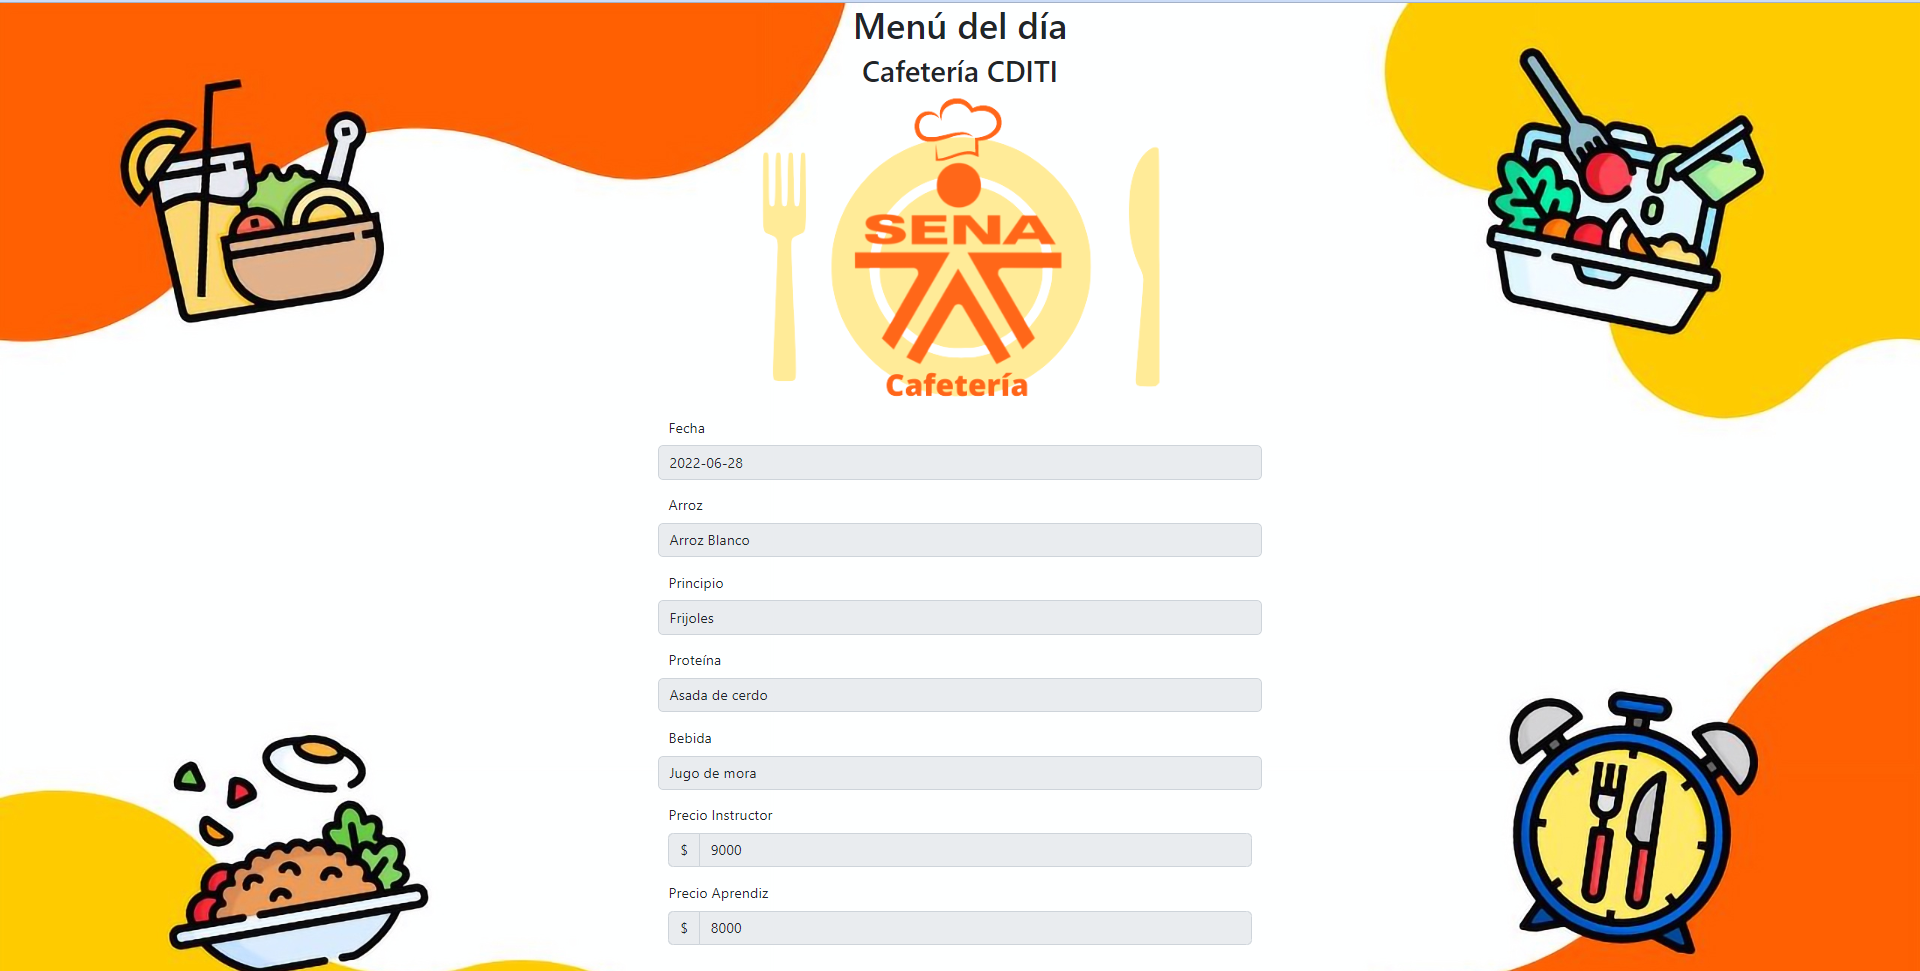 Menú del día
Cafetería CDITI
SENA
Cafetería
Fecha
2022-06-28
Arroz
Arroz Blanco
Principio
Frijoles
Proteína
Asada de cerdo
Bebida
Jugo de mora
Precio Instructor
$ 9000
Precio Aprendiz
$ 8000